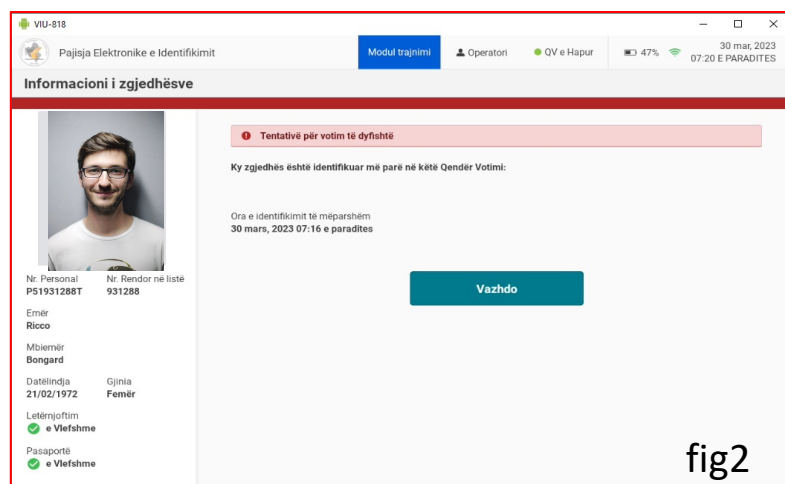 VIU-818
Pajisja Elektronike e Identifikimit
Modul trajnimi
Operatori
QV e Hapur
47%
30 mar, 2023
07:20 E PARADITES
Informacioni i zgjedhësve
Tentativë për votim të dyfishtë
Ky zgjedhës është identifikuar më parë në këtë Qendër Votimi:
Ora e identifikimit të mëparshëm
30 mars, 2023 07:16 e paradites
Vazhdo
Nr. Personal Nr. Rendor në listë
P51931288T 931288
Emër
Ricco
Mbiemër
Bongard
Datëlindja Gjinia
21/02/1972 Femër
Letërnjoftim
e Vlefshme
Pasaportë
e Vlefshme
fig2